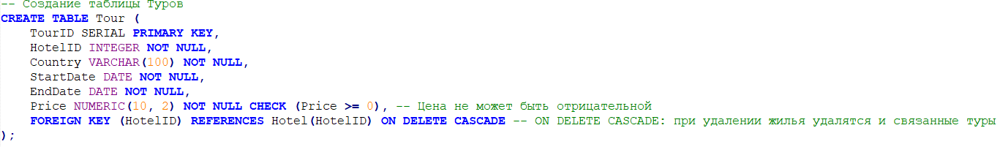 -- Создание таблицы Туров
CREATE TABLE Tour (
    TourID SERIAL PRIMARY KEY,
    HotelID INTEGER NOT NULL,
    Country VARCHAR(100) NOT NULL,
    StartDate DATE NOT NULL,
    EndDate DATE NOT NULL,
    Price NUMERIC(10, 2) NOT NULL CHECK (Price >= 0), -- Цена не может быть отрицательной
    FOREIGN KEY (HotelID) REFERENCES Hotel(HotelID) ON DELETE CASCADE -- ON DELETE CASCADE: при удалении жилья удалятся и связанные туры
);